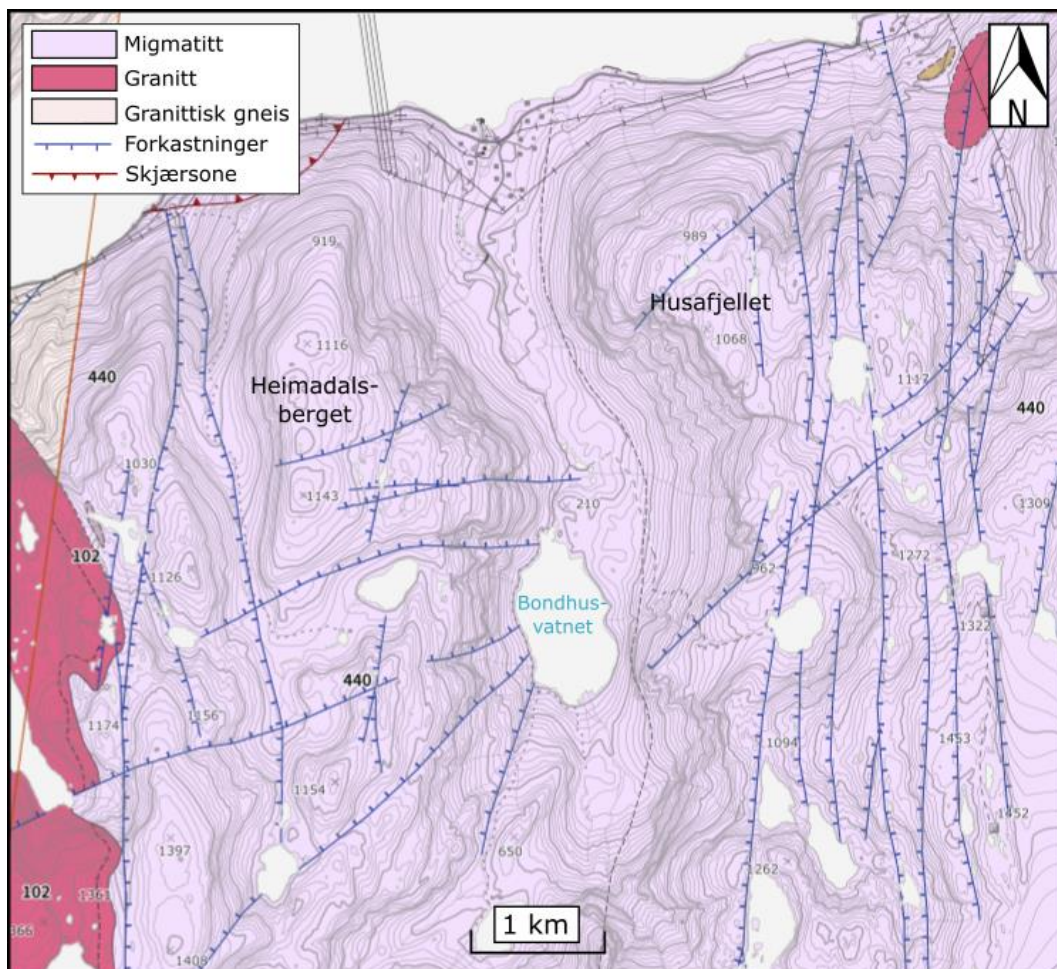 Migmatitt
Granitt
Granittisk gneis
Forkastninger
Skjærsone
N
919
989
Husafjellet
1068
1116
440
Heimadals-
berget
1117
440
1030
1143
210
1309
102
1126
962
1272
Bondhus-
vatnet
1322
440
1174
1156
1094
1453
1154
1452
1397
650
1262
102
1361
366
1 km
1408